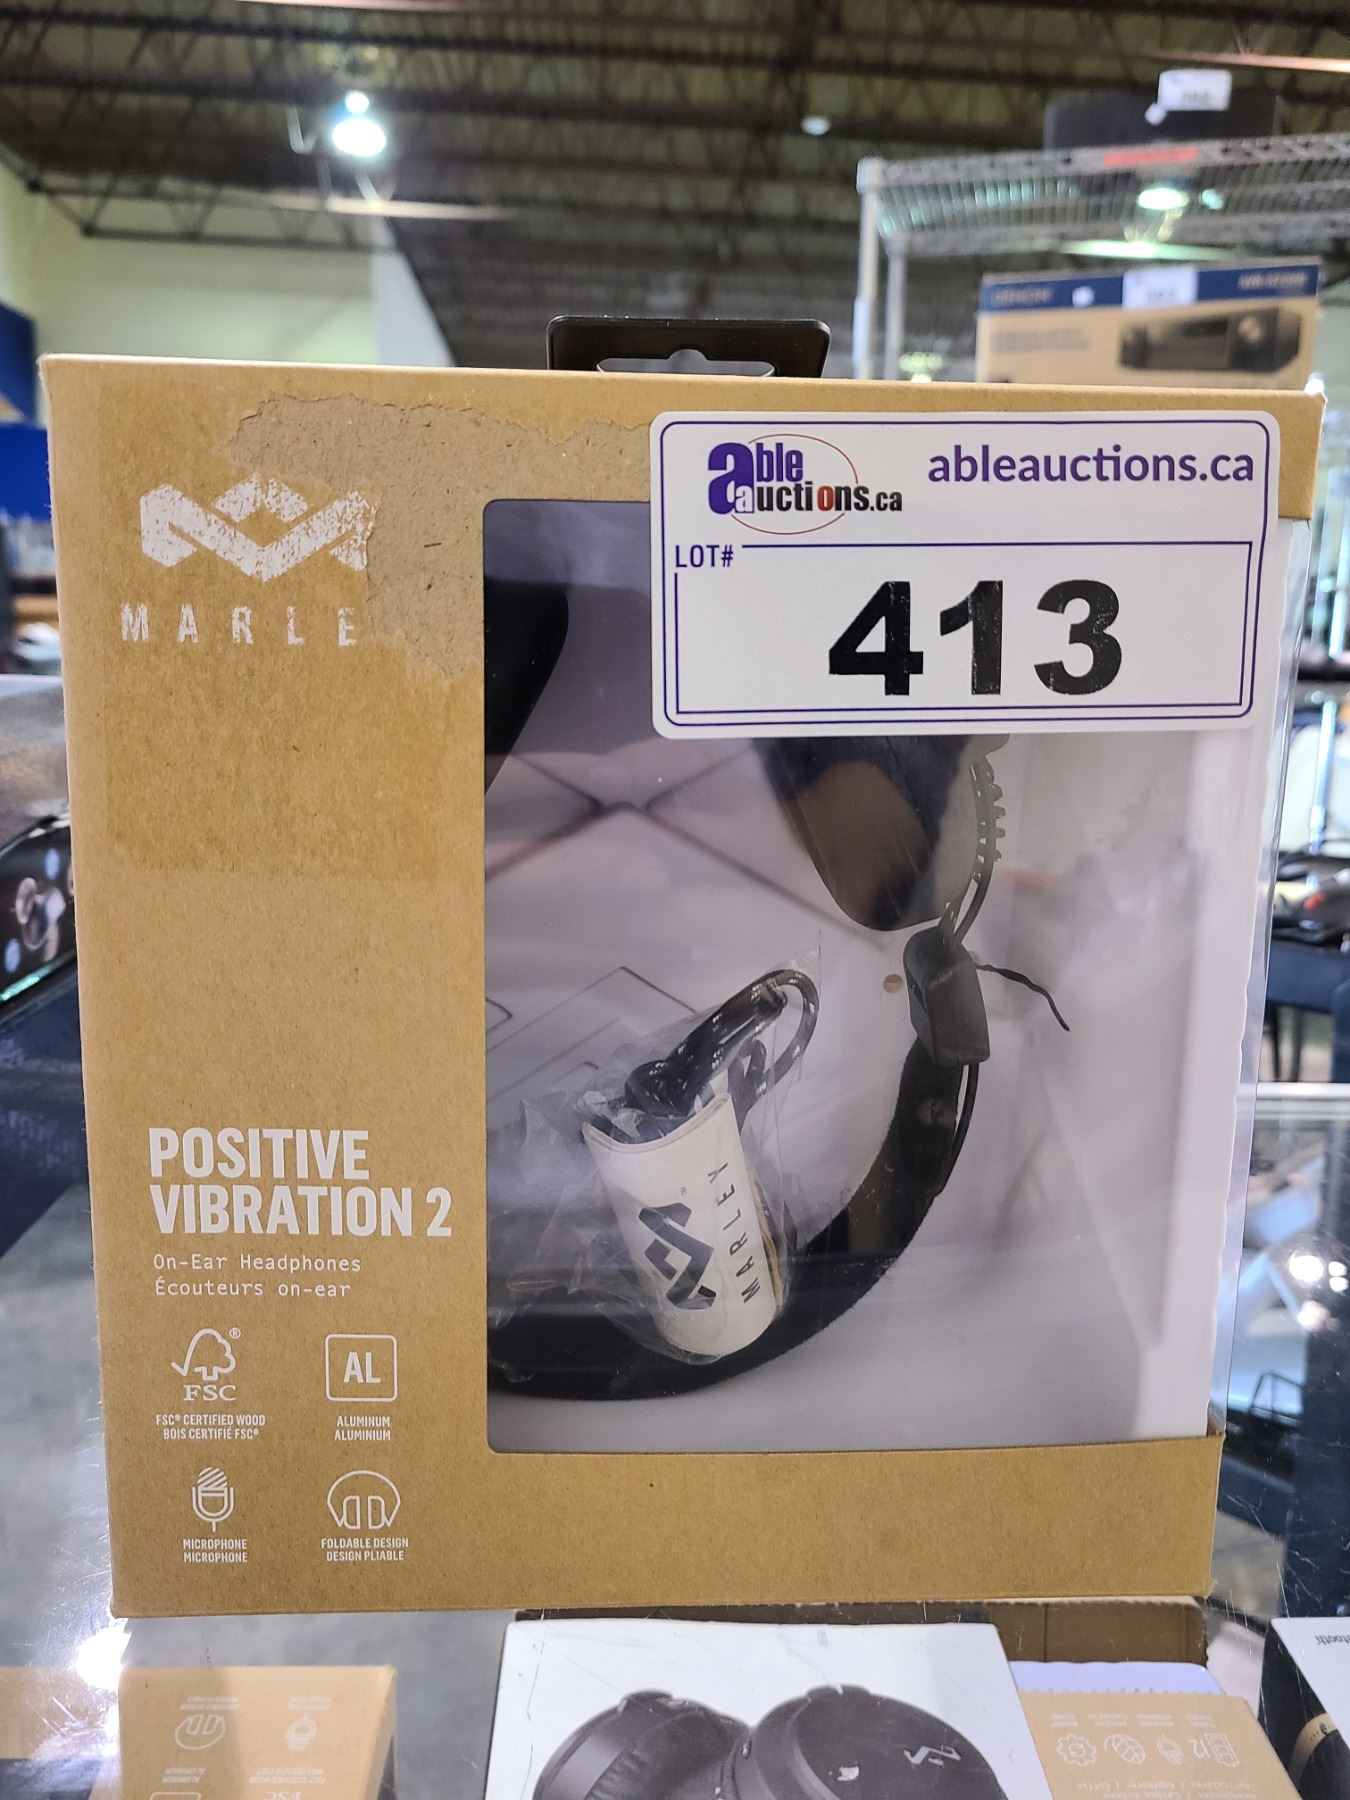 DENON
able
auctions.ca
ableauctions.ca
LOT#
413
MARLE
MARLEY
POSITIVE
VIBRATION 2
On-Ear Headphones
Écouteurs on-ear
FSC®
AL
FSC® CERTIFIED WOOD
BOIS CERTIFIÉ FSC®
ALUMINUM
ALUMINIUM
MICROPHONE
MICROPHONE
FOLDABLE DESIGN
DESIGN PLIABLE